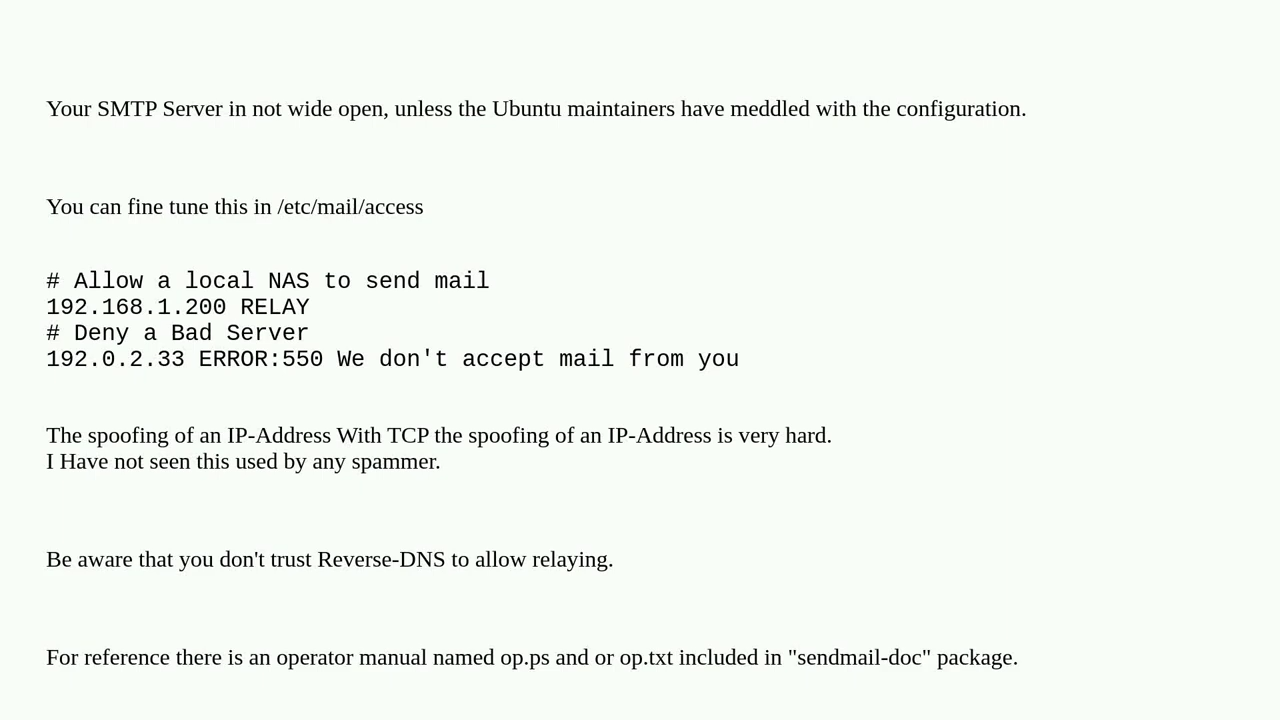 Your SMTP Server in not wide open, unless the Ubuntu maintainers have meddled with the configuration.
You can fine tune this in /etc/mail/access
# Allow a local NAS to send mail
192.168.1.200 RELAY
# Deny a Bad Server
192.0.2.33 ERROR:550 We don't accept mail from you
The spoofing of an IP-Address With TCP the spoofing of an IP-Address is very hard.
I Have not seen this used by any spammer.
Be aware that you don't trust Reverse-DNS to allow relaying.
For reference there is an operator manual named op.ps and or op.txt included in "sendmail-doc" package.